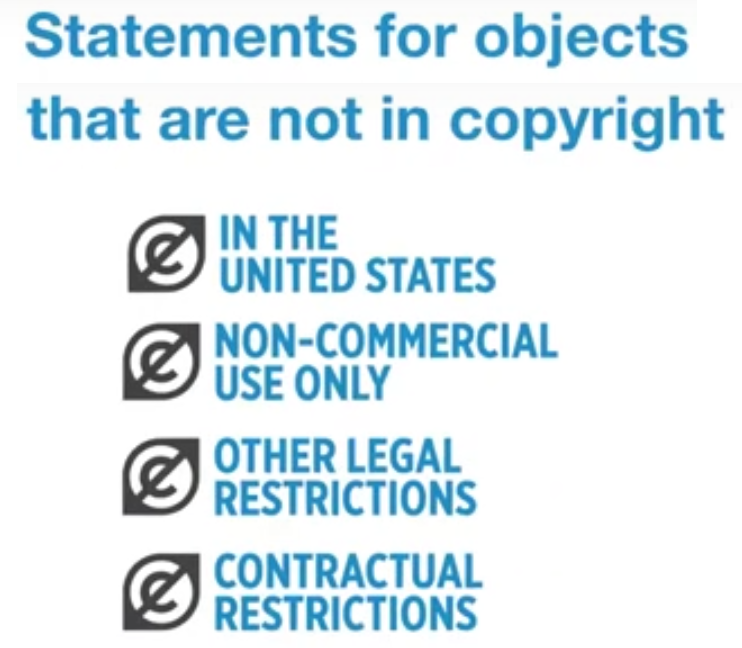 Statements for objects
that are not in copyright
IN THE
UNITED STATES
NON-COMMERCIAL
USE ONLY
OTHER LEGAL
RESTRICTIONS
CONTRACTUAL
RESTRICTIONS